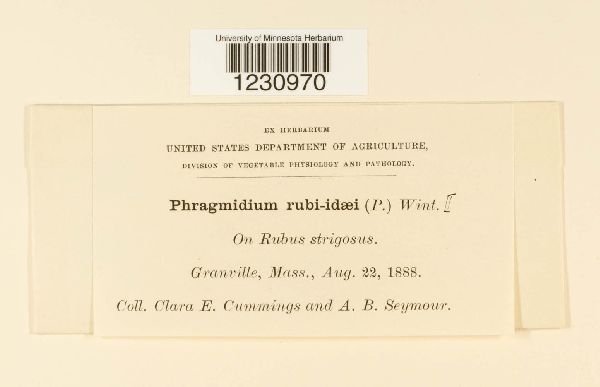 University of Minnesota Herbarium
1230970
EX HERBARIUM
UNITED STATES DEPARTMENT OF AGRICULTURE,
DIVISION OF VEGETABLE PHYSIOLOGY AND PATHOLOGY.
Phragmidium rubi-idæi (P.) Wint. II
On Rubus strigosus.
Granville, Mass., Aug. 22, 1888.
Coll. Clara E. Cummings and A. B. Seymour.